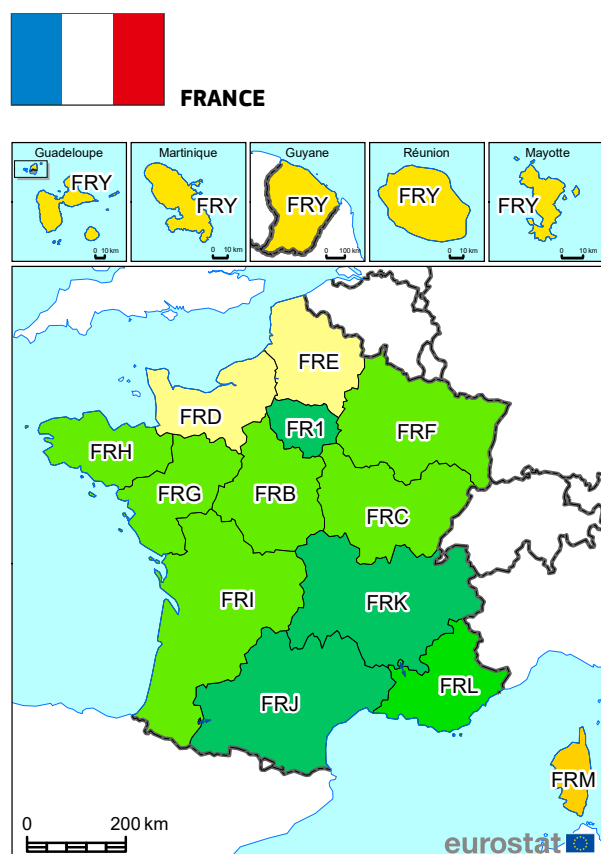 FRANCE
Guadeloupe
FRY
0 10 km
Martinique
FRY
0 10 km
Guyane
FRY
0 100 km
Réunion
FRY
0 10 km
Mayotte
FRY
0 10 km
FRE
FRD
FR1
FRF
FRH
FRG
FRB
FRC
FRI
FRK
FRL
FRJ
FRM
0 200 km
eurostat